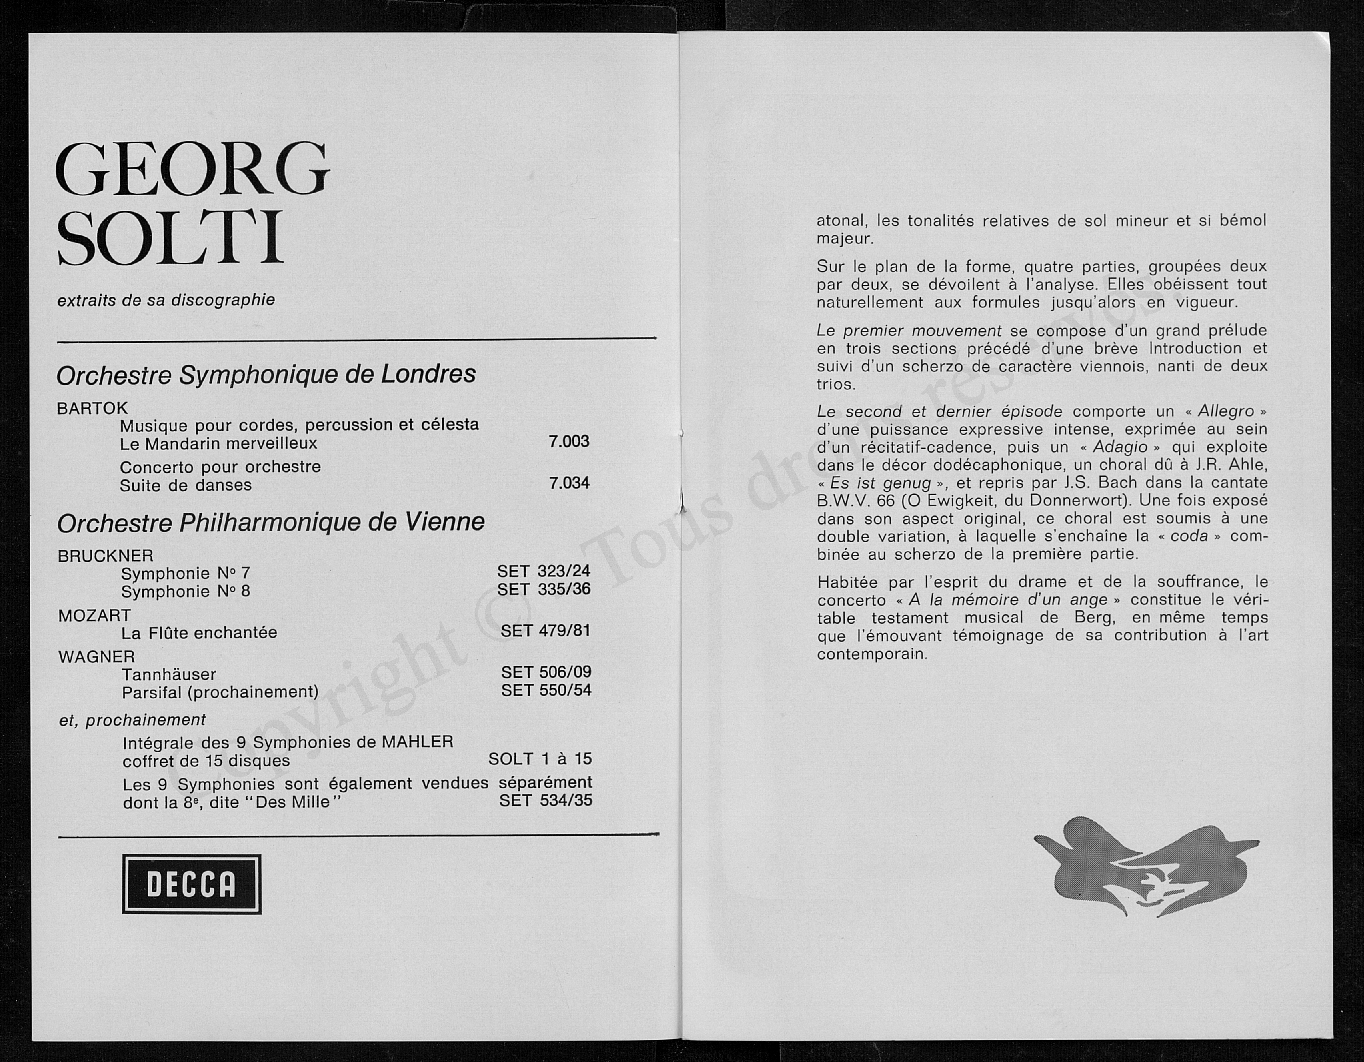 GEORG
SOLTI
extraits de sa discographie
Orchestre Symphonique de Londres
BARTOK
Musique pour cordes, percussion et célesta
Le Mandarin merveilleux 7.003
Concerto pour orchestre
Suite de danses 7.034
Orchestre Philharmonique de Vienne
BRUCKNER
Symphonie Nº 7 SET 323/24
Symphonie Nº 8 SET 335/36
MOZART
La Flûte enchantée SET 479/81
WAGNER
Tannhäuser SET 506/09
Parsifal (prochainement) SET 550/54
et, prochainement
Intégrale des 9 Symphonies de MAHLER
coffret de 15 disques SOLT 1 à 15
Les 9 Symphonies sont également vendues séparément
dont la 8e, dite "Des Mille" SET 534/35
DECCA
atonal, les tonalités relatives de sol mineur et si bémol
majeur.
Sur le plan de la forme, quatre parties, groupées deux
par deux, se dévoilent à l'analyse. Elles obéissent tout
naturellement aux formules jusqu'alors en vigueur.
Le premier mouvement se compose d'un grand prélude
en trois sections précédé d'une brève Introduction et
suivi d'un scherzo de caractère viennois, nanti de deux
trios.
Le second et dernier épisode comporte un « Allegro »
d'une puissance expressive intense, exprimée au sein
d'un récitatif-cadence, puis un « Adagio » qui exploite
dans le décor dodécaphonique, un choral dû à J.R. Ahle,
« Es ist genug », et repris par J.S. Bach dans la cantate
B.W.V. 66 (O Ewigkeit, du Donnerwort). Une fois exposé
dans son aspect original, ce choral est soumis à une
double variation, à laquelle s'enchaîne la « coda » com-
binée au scherzo de la première partie.
Habitée par l'esprit du drame et de la souffrance, le
concerto « A la mémoire d'un ange » constitue le véri-
table testament musical de Berg, en même temps
que l'émouvant témoignage de sa contribution à l'art
contemporain.
Copyright © Tous droits réservés.